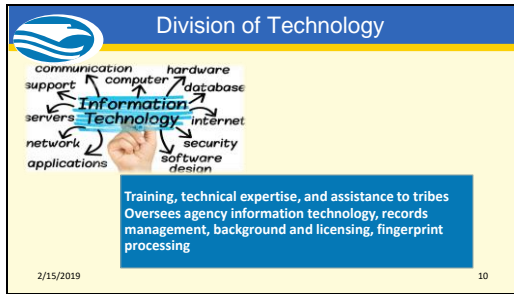 Division of Technology
communication
hardware
support
computer
database
Information
servers
Technology
internet
network
security
applications
software
design
Training, technical expertise, and assistance to tribes
Oversees agency information technology, records
management, background and licensing, fingerprint
processing
2/15/2019
10